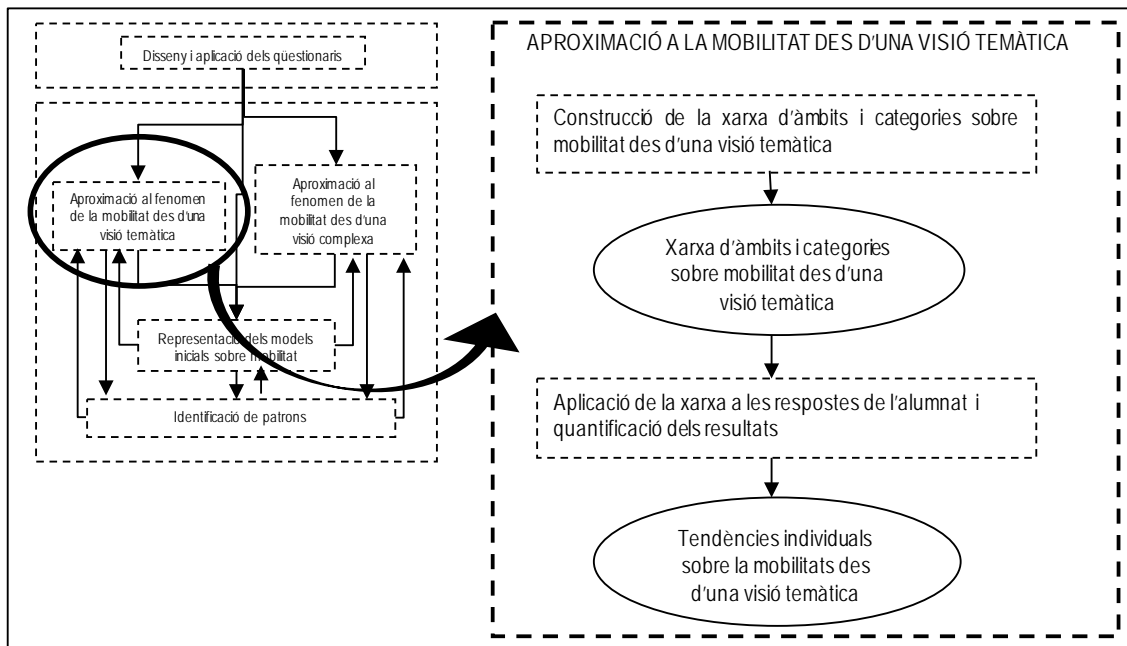 Disseny i aplicació dels qüestionaris
Aproximació al fenomen
de la mobilitat des d'una
visió temàtica
Aproximació al
fenomen de la
mobilitat des d'una
visió complexa
Representació dels models
inicials sobre mobilitat
Identificació de patrons
APROXIMACIÓ A LA MOBILITAT DES D'UNA VISIÓ TEMÀTICA
Construcció de la xarxa d'àmbits i categories sobre
mobilitat des d'una visió temàtica
Xarxa d'àmbits i categories
sobre mobilitat des d'una
visió temàtica
Aplicació de la xarxa a les respostes de l'alumnat i
quantificació dels resultats
Tendències individuals
sobre la mobilitats des
d'una visió temàtica